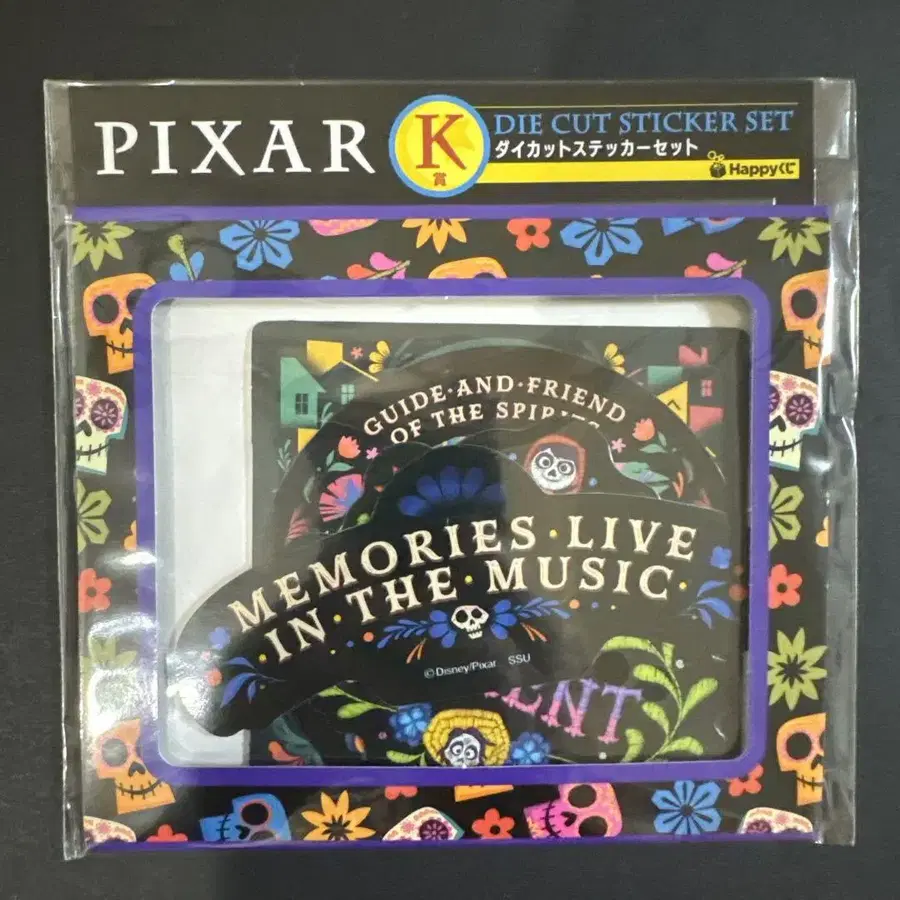 PIXAR
K
賞
DIE CUT STICKER SET
ダイカットステッカーセット
Happyくじ
GUIDE·AND·FRIEND
OF THE
MEMORIES·LIVE
·IN·THE·MUSIC·
©Disney/Pixar SSU